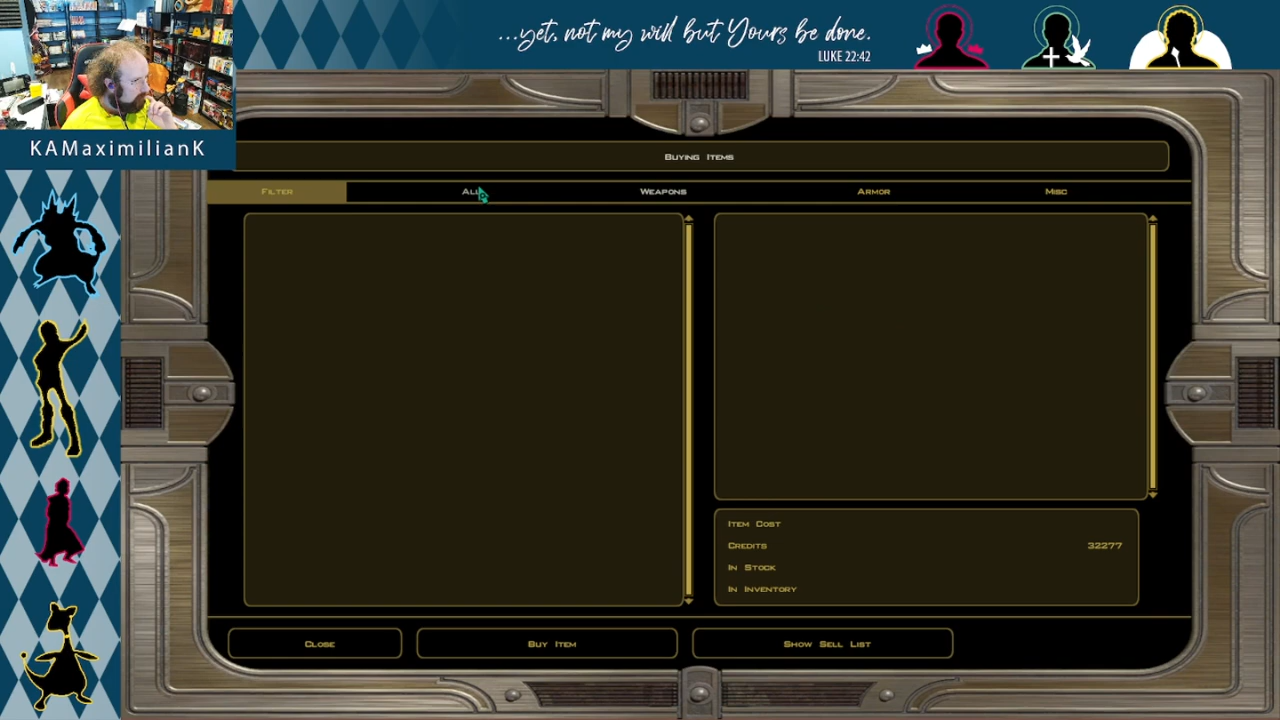 ...yet, not my will but Yours be done.
LUKE 22:42
KAMaximilianK
Buying Items
Filter
All
Weapons
Armor
Misc
Item Cost
Credits 32277
In Stock
In Inventory
Close
Buy Item
Show Sell List